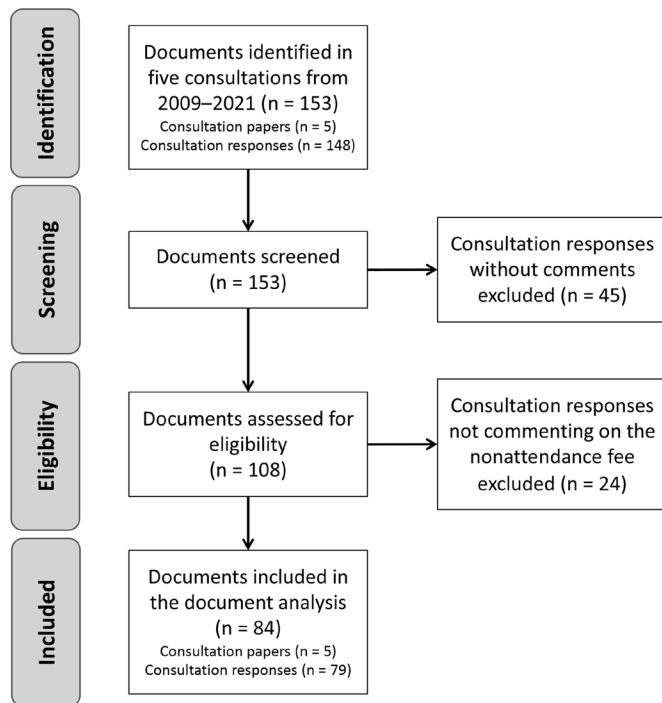 Identification
Documents identified in
five consultations from
2009–2021 (n = 153)
Consultation papers (n = 5)
Consultation responses (n = 148)
Screening
Documents screened
(n = 153)
Consultation responses
without comments
excluded (n = 45)
Eligibility
Documents assessed for
eligibility
(n = 108)
Consultation responses
not commenting on the
nonattendance fee
excluded (n = 24)
Included
Documents included in
the document analysis
(n = 84)
Consultation papers (n = 5)
Consultation responses (n = 79)